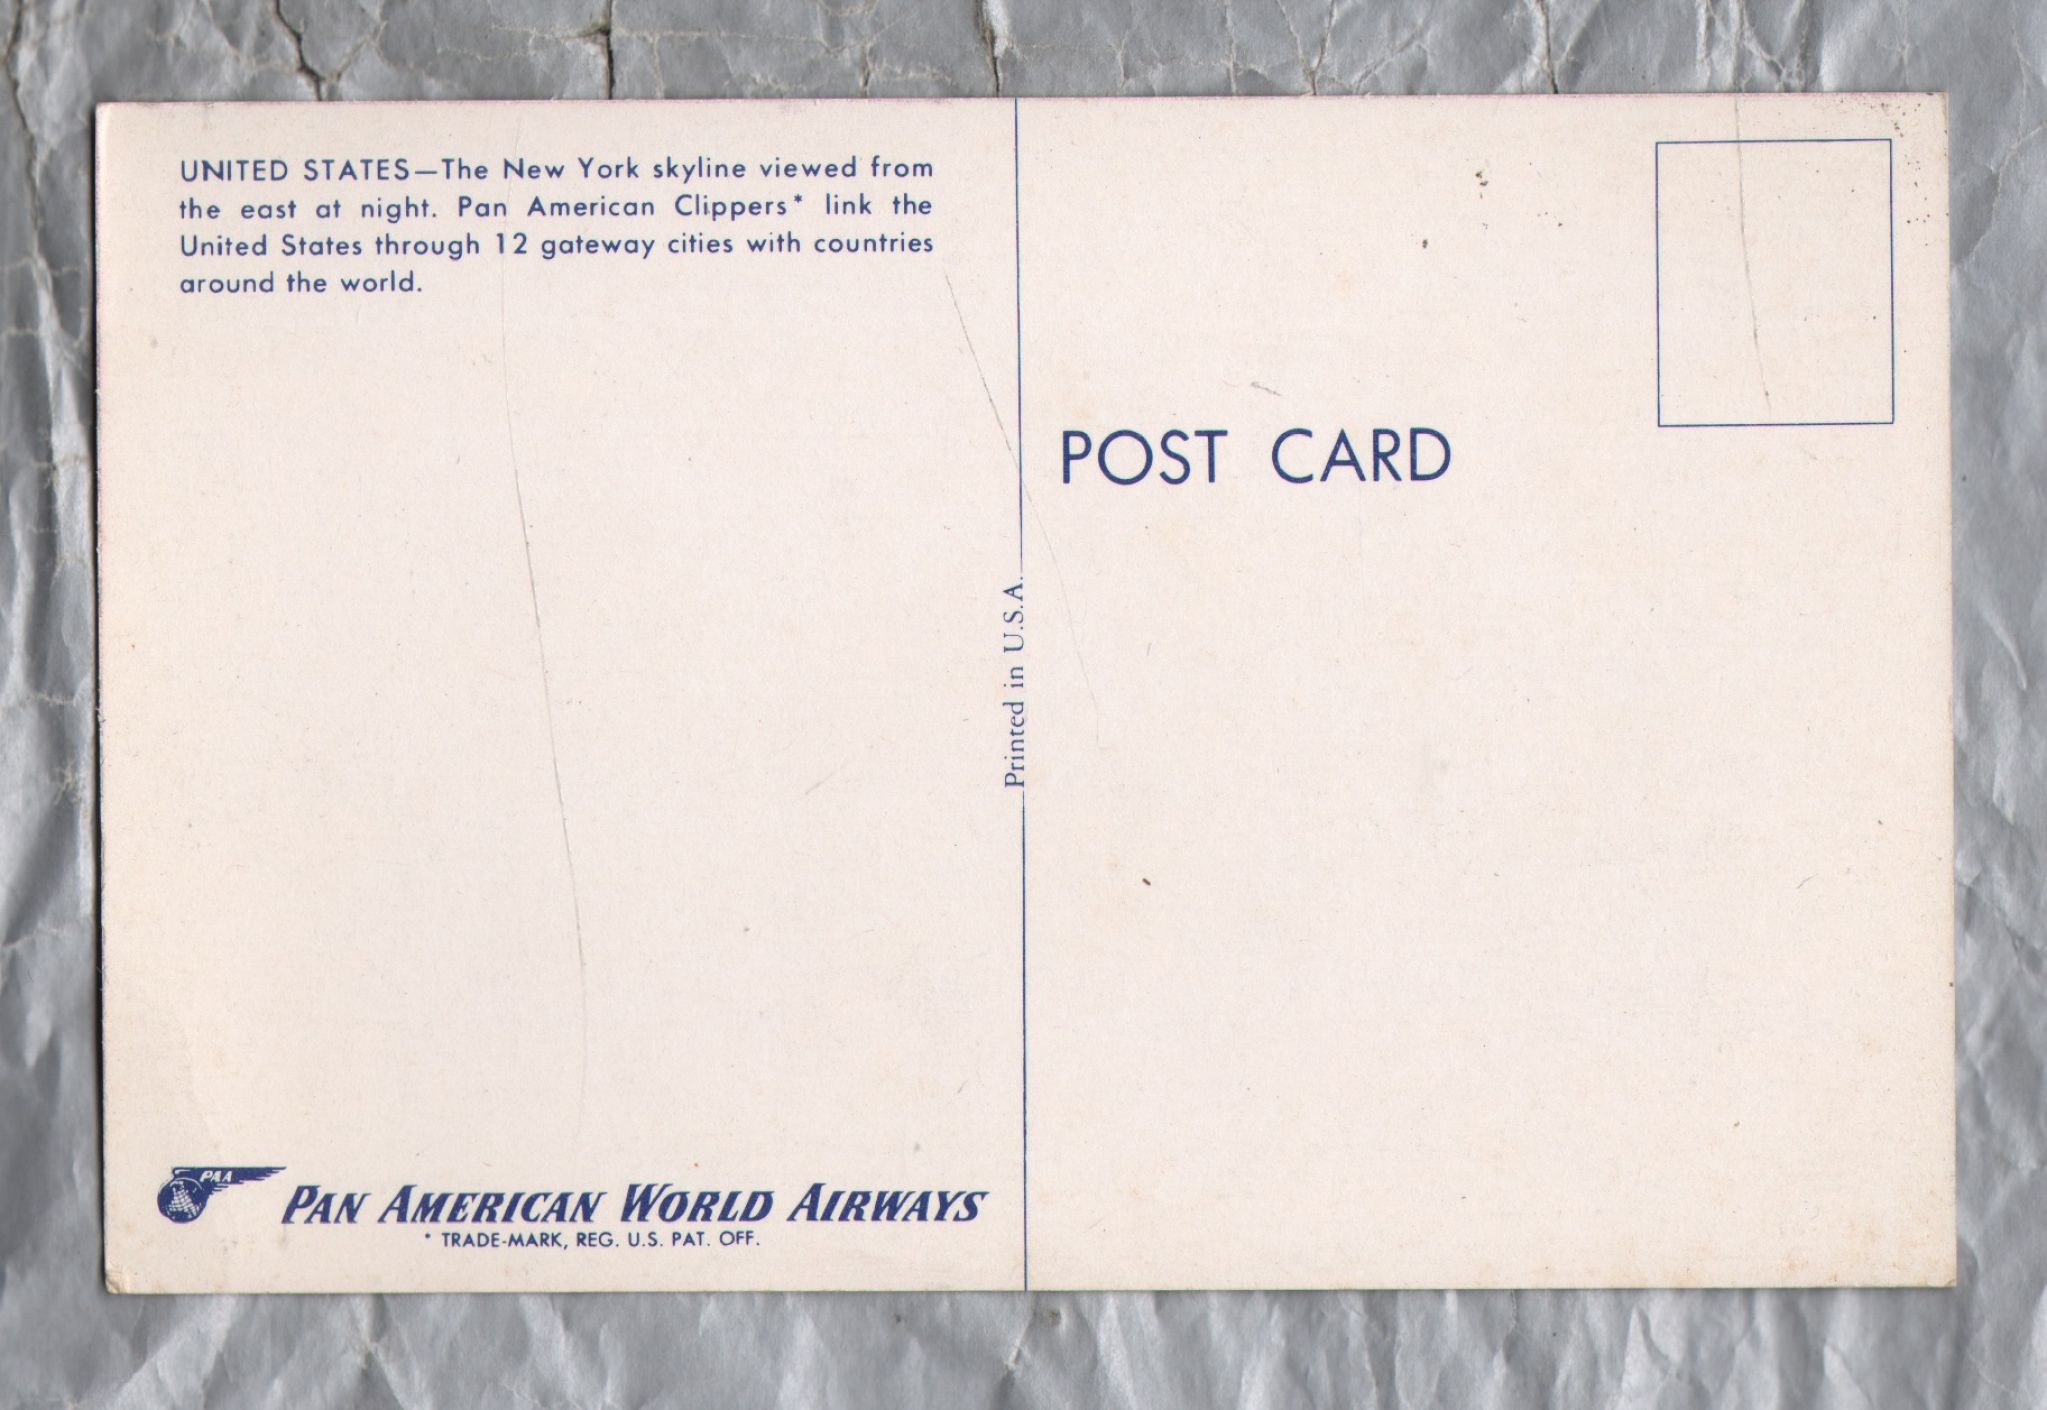 UNITED STATES—The New York skyline viewed from
the east at night. Pan American Clippers* link the
United States through 12 gateway cities with countries
around the world.
POST CARD
Printed in U.S.A.
PAA
PAN AMERICAN WORLD AIRWAYS
* TRADE-MARK, REG. U.S. PAT. OFF.